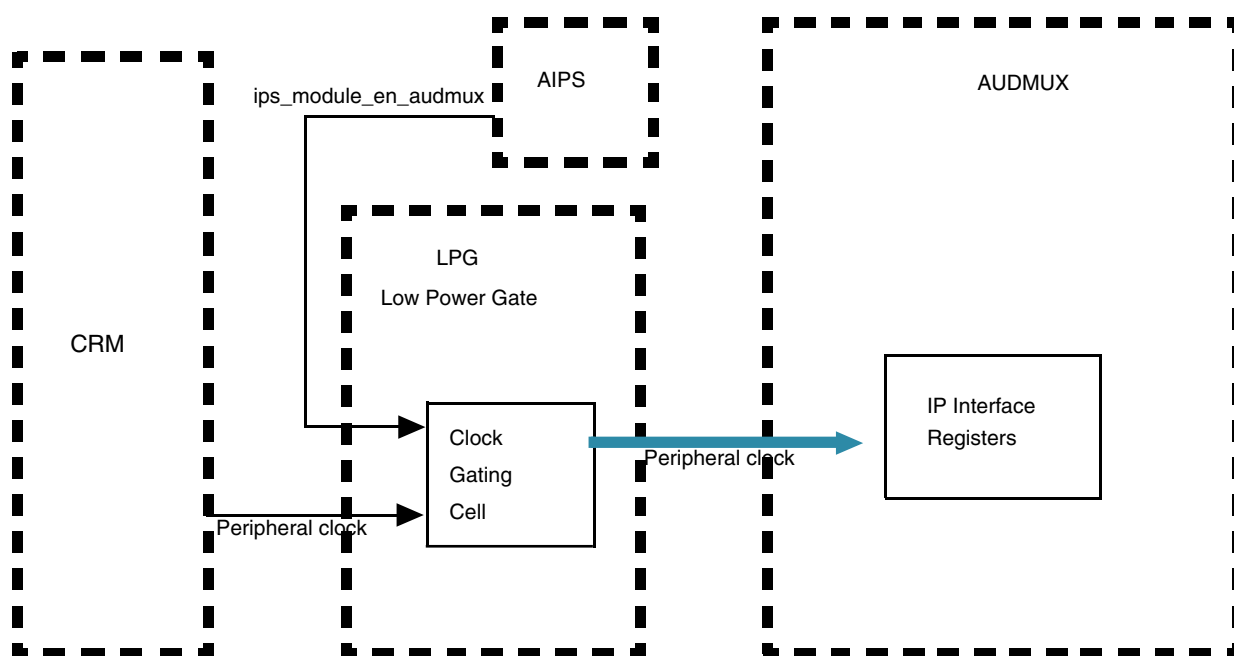 AIPS
AUDMUX
ips_module_en_audmux
LPG
Low Power Gate
CRM
IP Interface
Registers
Clock
Gating
Cell
Peripheral clock
Peripheral clock